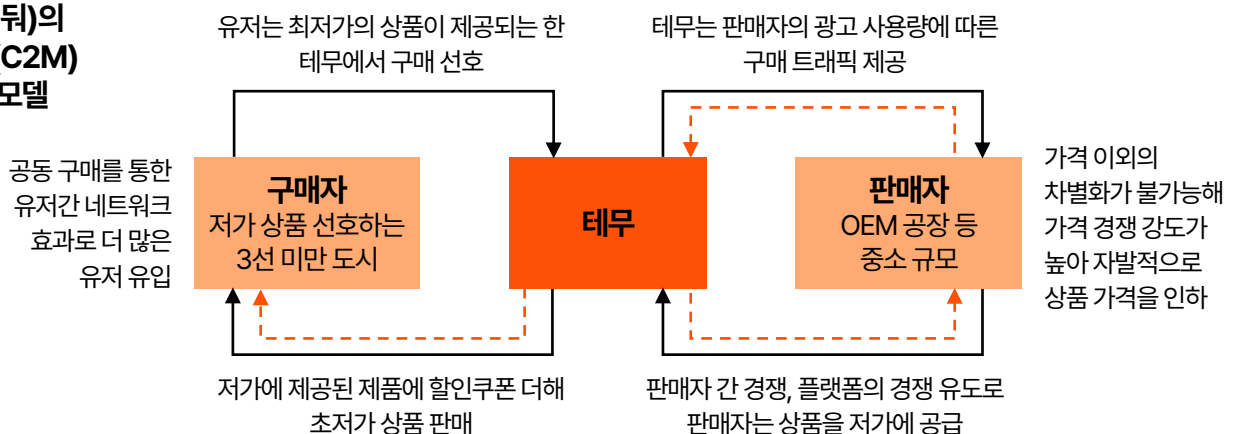 둬)의
(C2M)
모델
유저는 최저가의 상품이 제공되는 한
테무에서 구매 선호
테무는 판매자의 광고 사용량에 따른
구매 트래픽 제공
공동 구매를 통한
유저간 네트워크
효과로 더 많은
유저 유입
구매자
저가 상품 선호하는
3선 미만 도시
테무
판매자
OEM 공장 등
중소 규모
가격 이외의
차별화가 불가능해
가격 경쟁 강도가
높아 자발적으로
상품 가격을 인하
저가에 제공된 제품에 할인쿠폰 더해
초저가 상품 판매
판매자 간 경쟁, 플랫폼의 경쟁 유도로
판매자는 상품을 저가에 공급